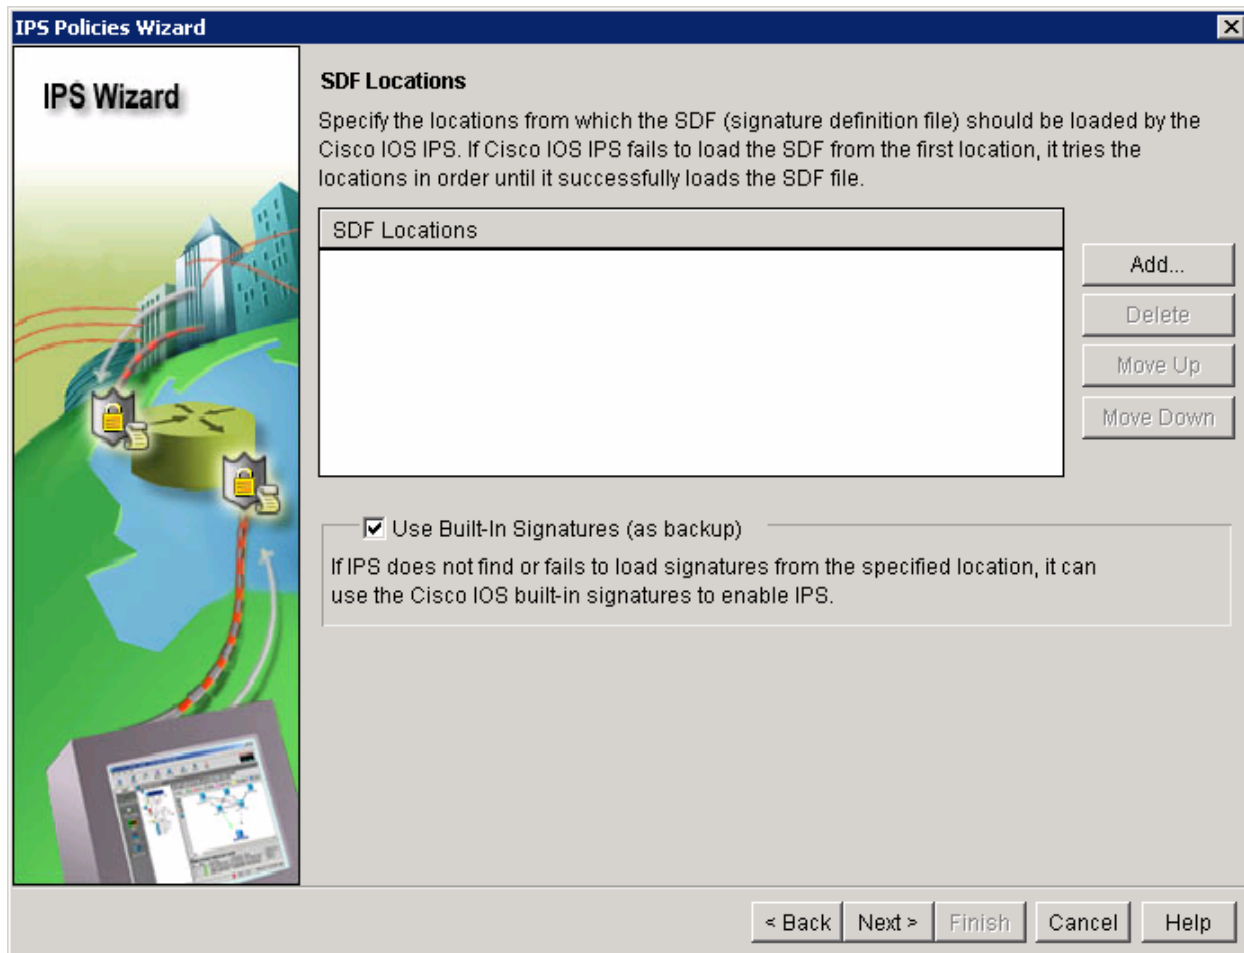 IPS Policies Wizard
IPS Wizard
SDF Locations
Specify the locations from which the SDF (signature definition file) should be loaded by the
Cisco IOS IPS. If Cisco IOS IPS fails to load the SDF from the first location, it tries the
locations in order until it successfully loads the SDF file.
SDF Locations
Add...
Delete
Move Up
Move Down
Use Built-In Signatures (as backup)
If IPS does not find or fails to load signatures from the specified location, it can
use the Cisco IOS built-in signatures to enable IPS.
< Back
Next >
Finish
Cancel
Help